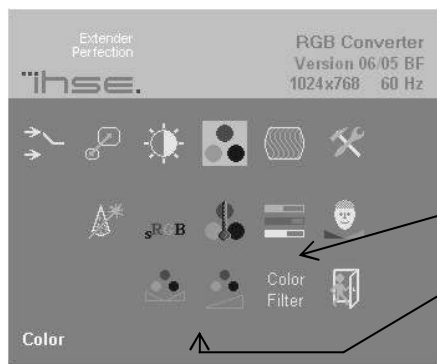 Extender
Perfection
ihse.
RGB Converter
Version 06/05 BF
1024x768 60 Hz
sRGB
Color
Filter
Color